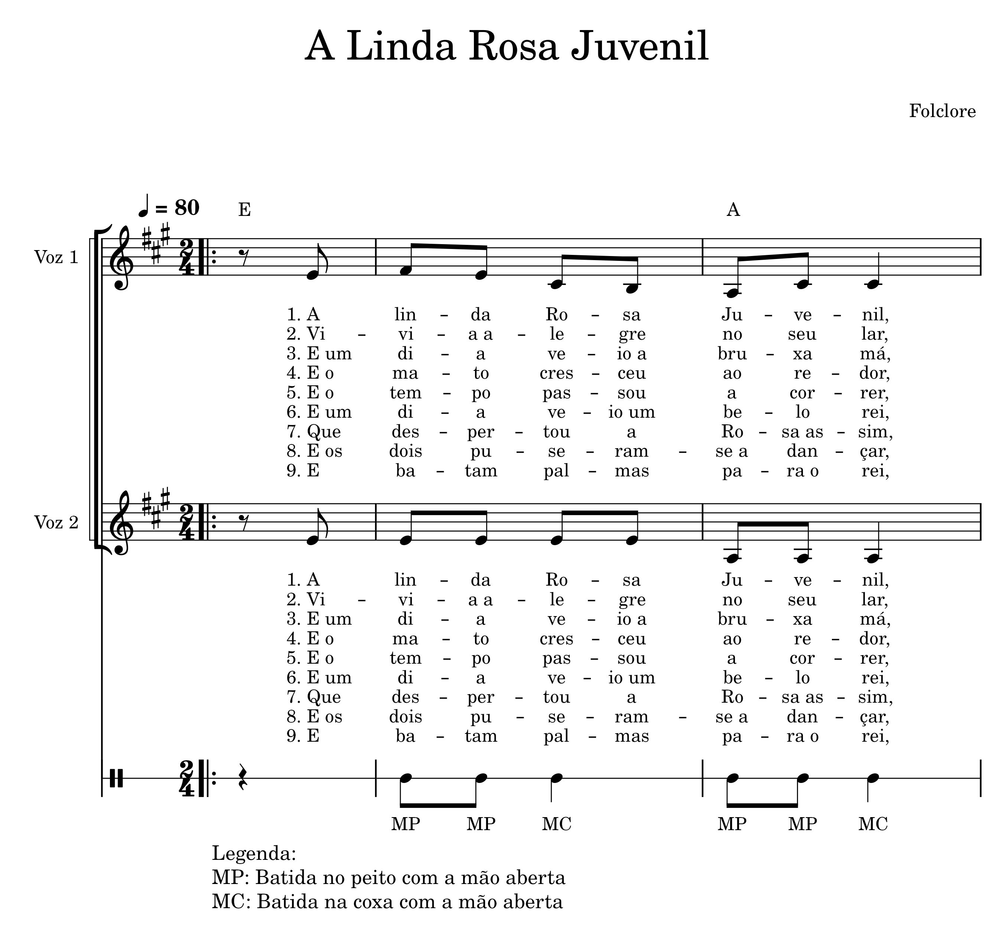 A Linda Rosa Juvenil
Folclore
= 80
E A
Voz 1
1. A lin – da Ro – sa Ju – ve – nil,
2. Vi – vi – a a – le – gre no seu lar,
3. E um di – a ve – io a bru – xa má,
4. E o ma – to cres – ceu ao re – dor,
5. E o tem – po pas – sou a cor – rer,
6. E um di – a ve – io um be – lo rei,
7. Que des – per – tou a Ro – sa as – sim,
8. E os dois pu – se – ram – se a dan – çar,
9. E ba – tam pal – mas pa – ra o rei,
Voz 2
1. A lin – da Ro – sa Ju – ve – nil,
2. Vi – vi – a a – le – gre no seu lar,
3. E um di – a ve – io a bru – xa má,
4. E o ma – to cres – ceu ao re – dor,
5. E o tem – po pas – sou a cor – rer,
6. E um di – a ve – io um be – lo rei,
7. Que des – per – tou a Ro – sa as – sim,
8. E os dois pu – se – ram – se a dan – çar,
9. E ba – tam pal – mas pa – ra o rei,
MP MP MC MP MP MC
Legenda:
MP: Batida no peito com a mão aberta
MC: Batida na coxa com a mão aberta